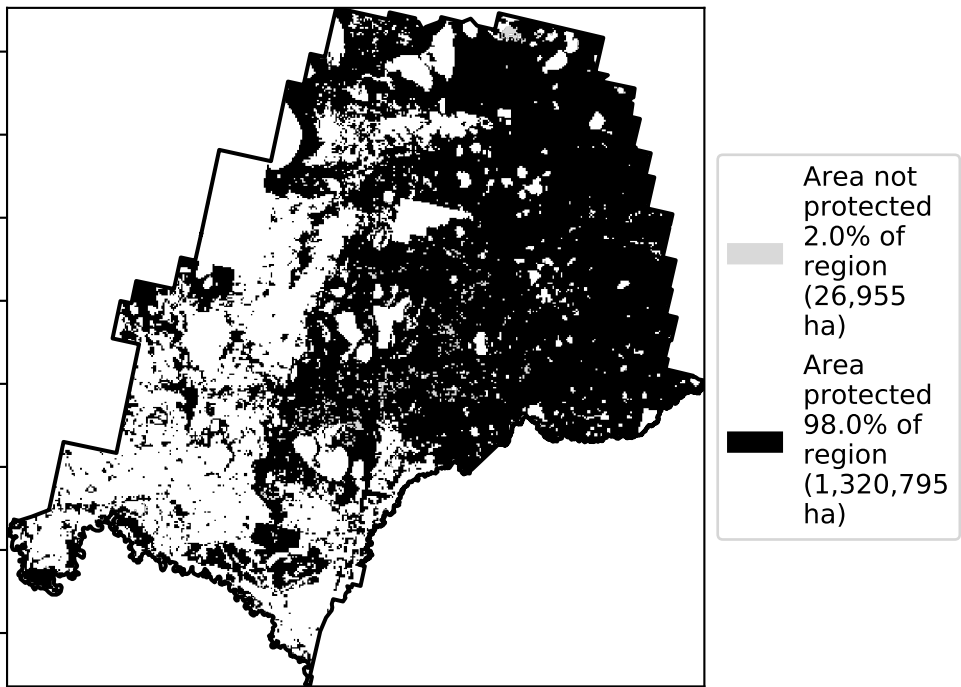 Area not
protected
2.0% of
region
(26,955
ha)
Area
protected
98.0% of
region
(1,320,795
ha)